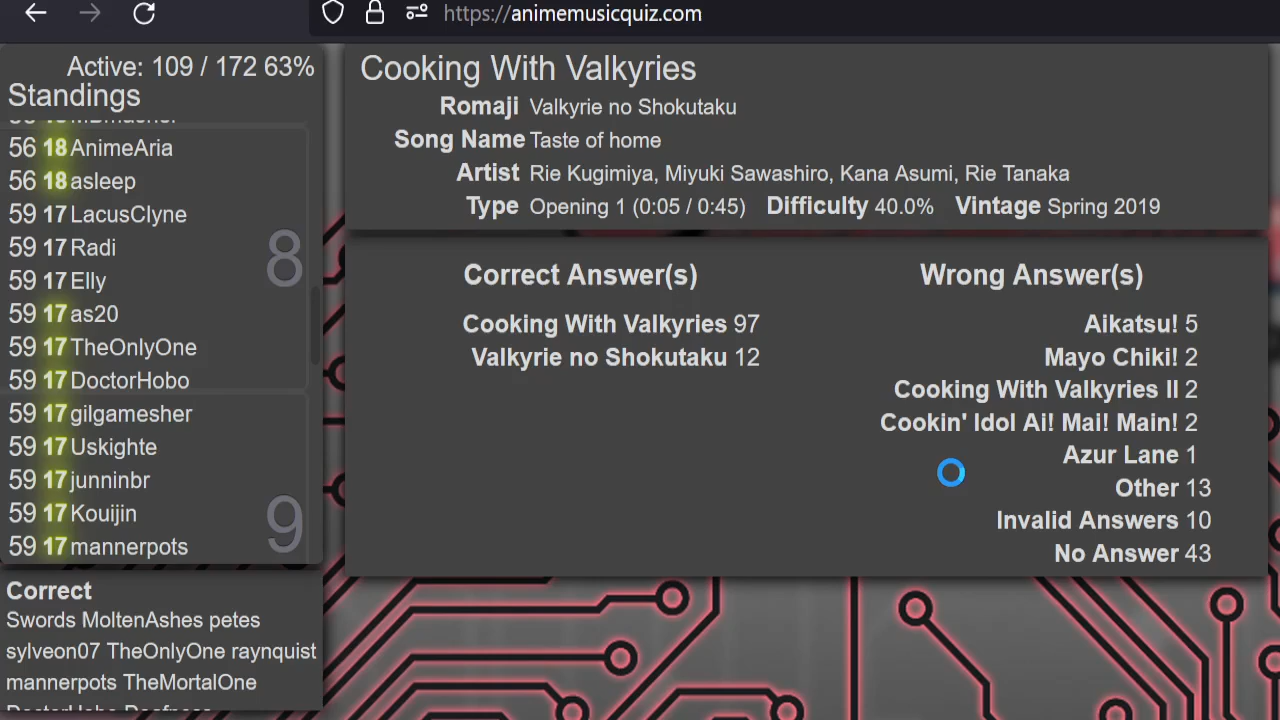 https://animemusicquiz.com
Active: 109 / 172 63%
Standings
56 18 AnimeAria
56 18 asleep
59 17 LacusClyne
59 17 Radi
8
59 17 Elly
59 17 as20
59 17 TheOnlyOne
59 17 DoctorHobo
59 17 gilgamesher
59 17 Uskighte
59 17 junninbr
59 17 Kouijin
9
59 17 mannerpots
Correct
Swords MoltenAshes petes
sylveon07 TheOnlyOne raynquist
mannerpots TheMortalOne
DoctorHobo
Cooking With Valkyries
Romaji Valkyrie no Shokutaku
Song Name Taste of home
Artist Rie Kugimiya, Miyuki Sawashiro, Kana Asumi, Rie Tanaka
Type Opening 1 (0:05 / 0:45) Difficulty 40.0% Vintage Spring 2019
Correct Answer(s)
Cooking With Valkyries 97
Valkyrie no Shokutaku 12
Wrong Answer(s)
Aikatsu! 5
Mayo Chiki! 2
Cooking With Valkyries II 2
Cookin' Idol Ai! Mai! Main! 2
Azur Lane 1
Other 13
Invalid Answers 10
No Answer 43